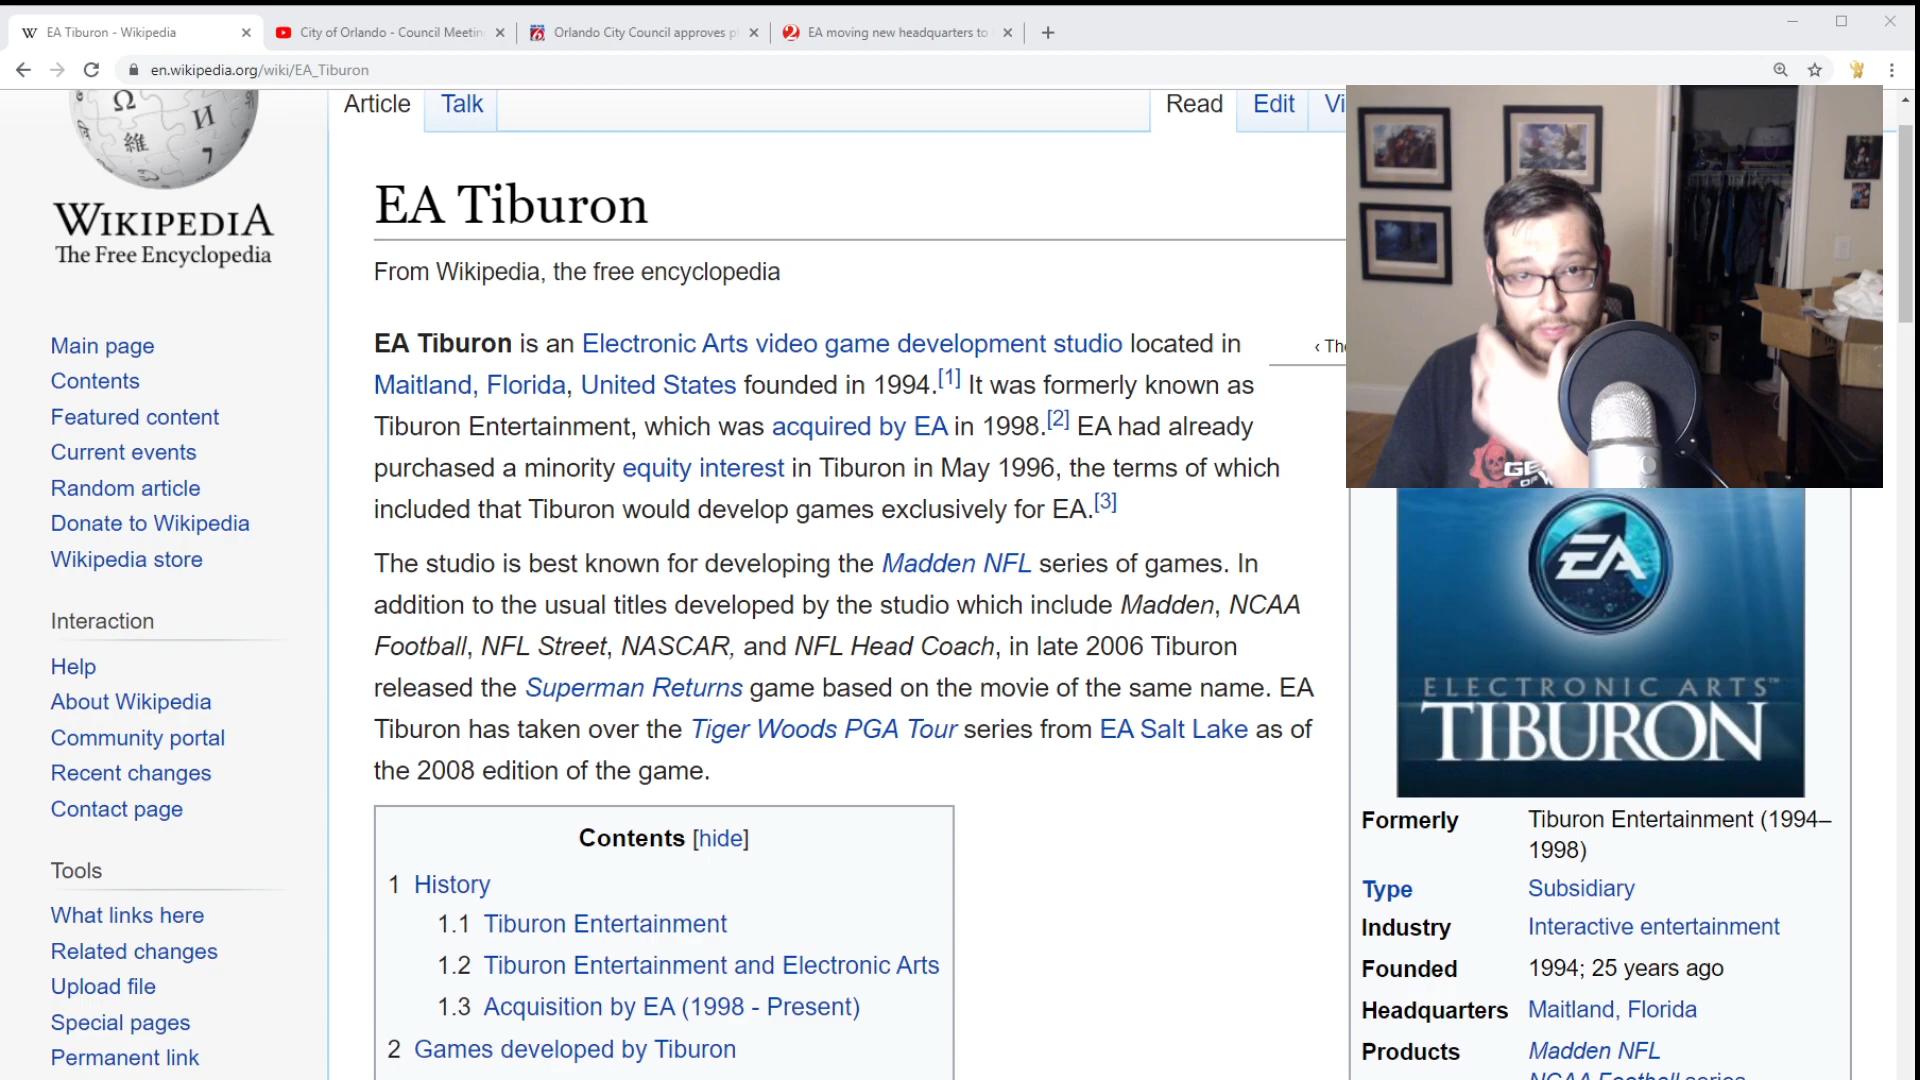 EA Tiburon - Wikipedia
City of Orlando - Council Meetin
Orlando City Council approves p
EA moving new headquarters to
en.wikipedia.org/wiki/EA_Tiburon
WIKIPEDIA
The Free Encyclopedia
Main page
Contents
Featured content
Current events
Random article
Donate to Wikipedia
Wikipedia store
Interaction
Help
About Wikipedia
Community portal
Recent changes
Contact page
Tools
What links here
Related changes
Upload file
Special pages
Permanent link
Article Talk
Read Edit Vi
EA Tiburon
From Wikipedia, the free encyclopedia
EA Tiburon is an Electronic Arts video game development studio located in
Maitland, Florida, United States founded in 1994.[1] It was formerly known as
Tiburon Entertainment, which was acquired by EA in 1998.[2] EA had already
purchased a minority equity interest in Tiburon in May 1996, the terms of which
included that Tiburon would develop games exclusively for EA.[3]
The studio is best known for developing the Madden NFL series of games. In
addition to the usual titles developed by the studio which include Madden, NCAA
Football, NFL Street, NASCAR, and NFL Head Coach, in late 2006 Tiburon
released the Superman Returns game based on the movie of the same name. EA
Tiburon has taken over the Tiger Woods PGA Tour series from EA Salt Lake as of
the 2008 edition of the game.
Contents [hide]
1 History
1.1 Tiburon Entertainment
1.2 Tiburon Entertainment and Electronic Arts
1.3 Acquisition by EA (1998 - Present)
2 Games developed by Tiburon
‹ The
GE
OF W
EA
ELECTRONIC ARTS™
TIBURON
Formerly Tiburon Entertainment (1994–
1998)
Type Subsidiary
Industry Interactive entertainment
Founded 1994; 25 years ago
Headquarters Maitland, Florida
Products Madden NFL
NCAA Football series